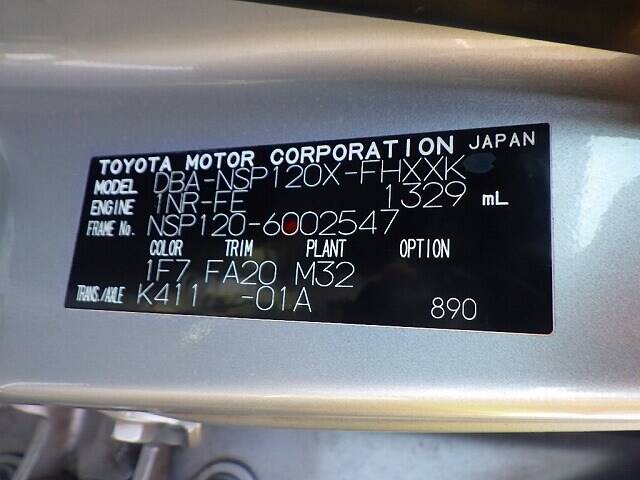 TOYOTA MOTOR CORPORATION JAPAN
MODEL DBA-NSP120X-FHXXK
ENGINE 1NR-FE 1329 mL
FRAME No. NSP120-6002547
COLOR TRIM PLANT OPTION
1F7 FA20 M32
TRANS./AXLE K411 -01A 890